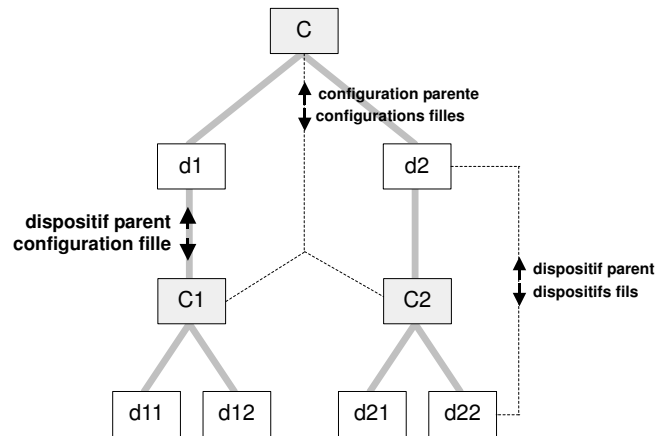 C
configuration parente
configurations filles
d1
d2
dispositif parent
configuration fille
dispositif parent
dispositifs fils
C1
C2
d11
d12
d21
d22